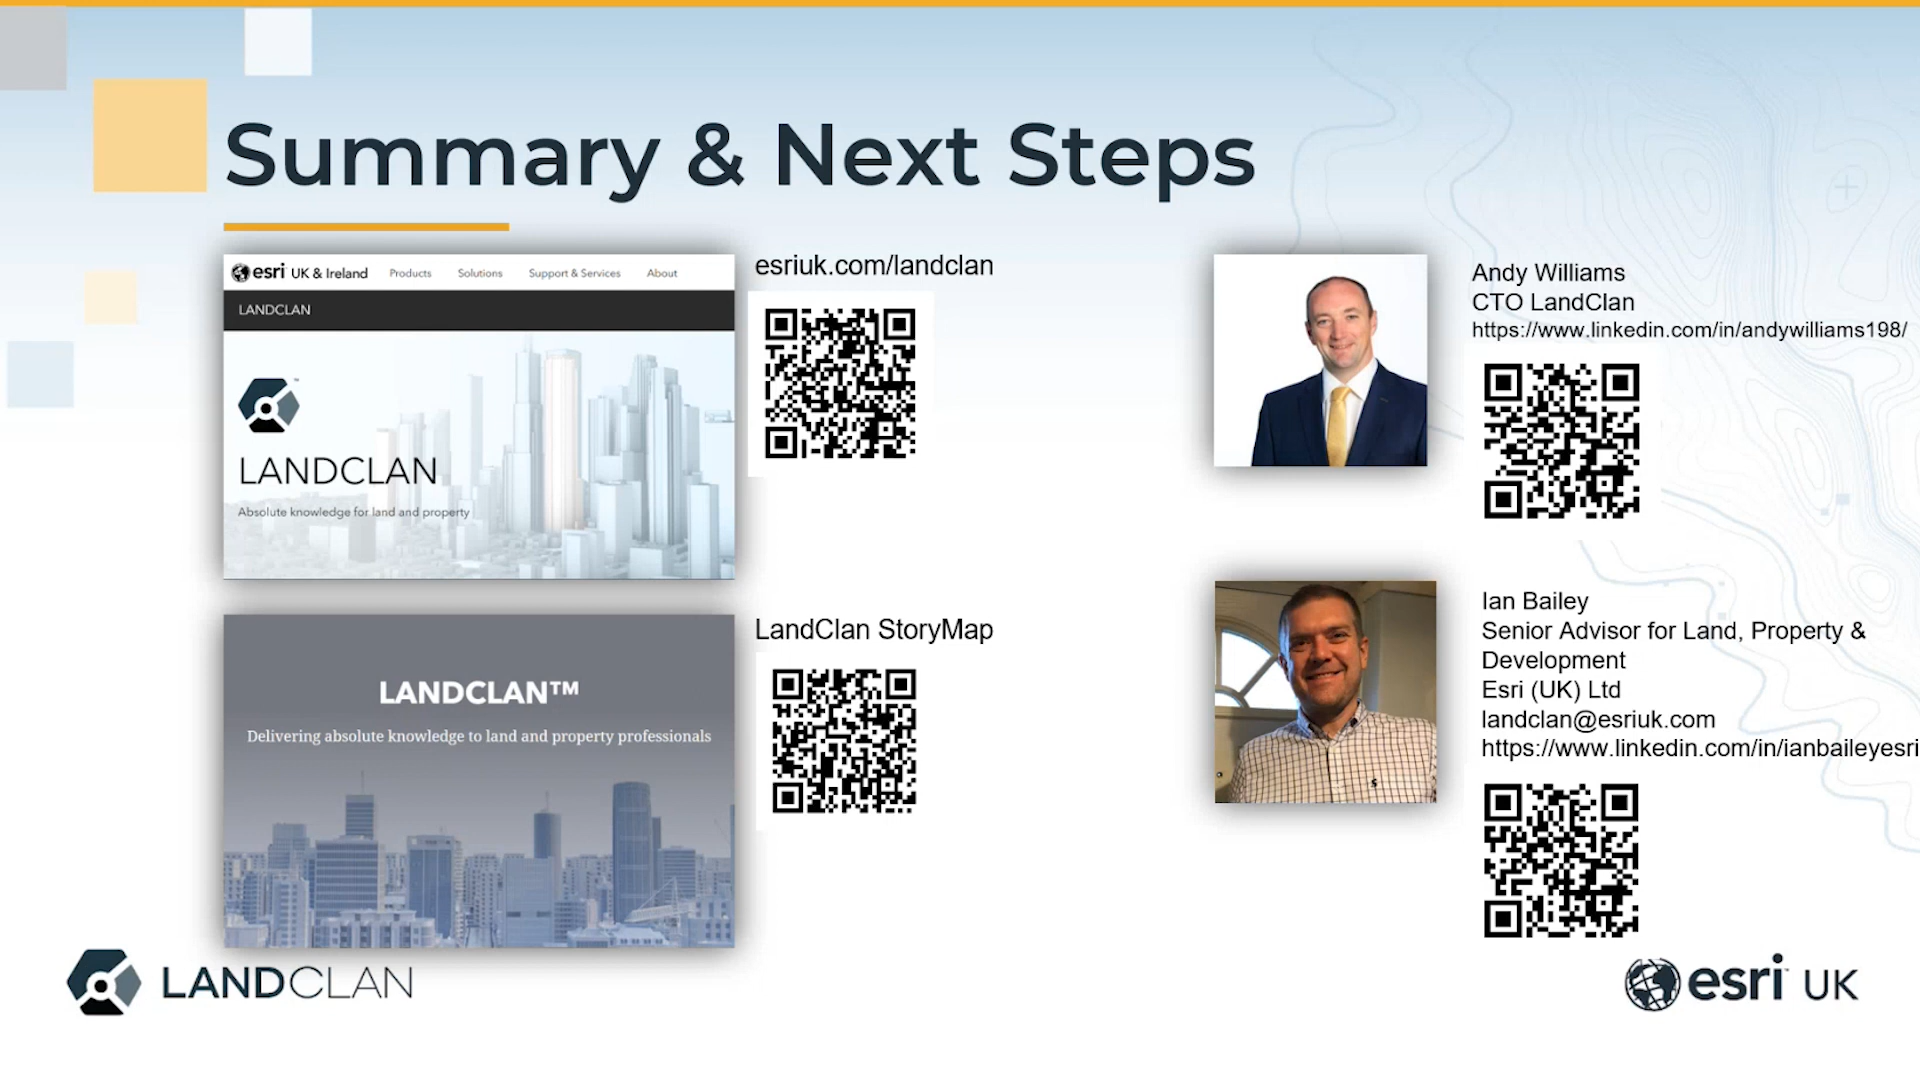 Summary & Next Steps
esri UK & Ireland Products Solutions Support & Services About
LANDCLAN
LANDCLAN
Absolute knowledge for land and property
esriuk.com/landclan
LANDCLAN™
Delivering absolute knowledge to land and property professionals
LandClan StoryMap
Andy Williams
CTO LandClan
https://www.linkedin.com/in/andywilliams198/
Ian Bailey
Senior Advisor for Land, Property &
Development
Esri (UK) Ltd
landclan@esriuk.com
https://www.linkedin.com/in/ianbaileyesri
LANDCLAN
esri UK